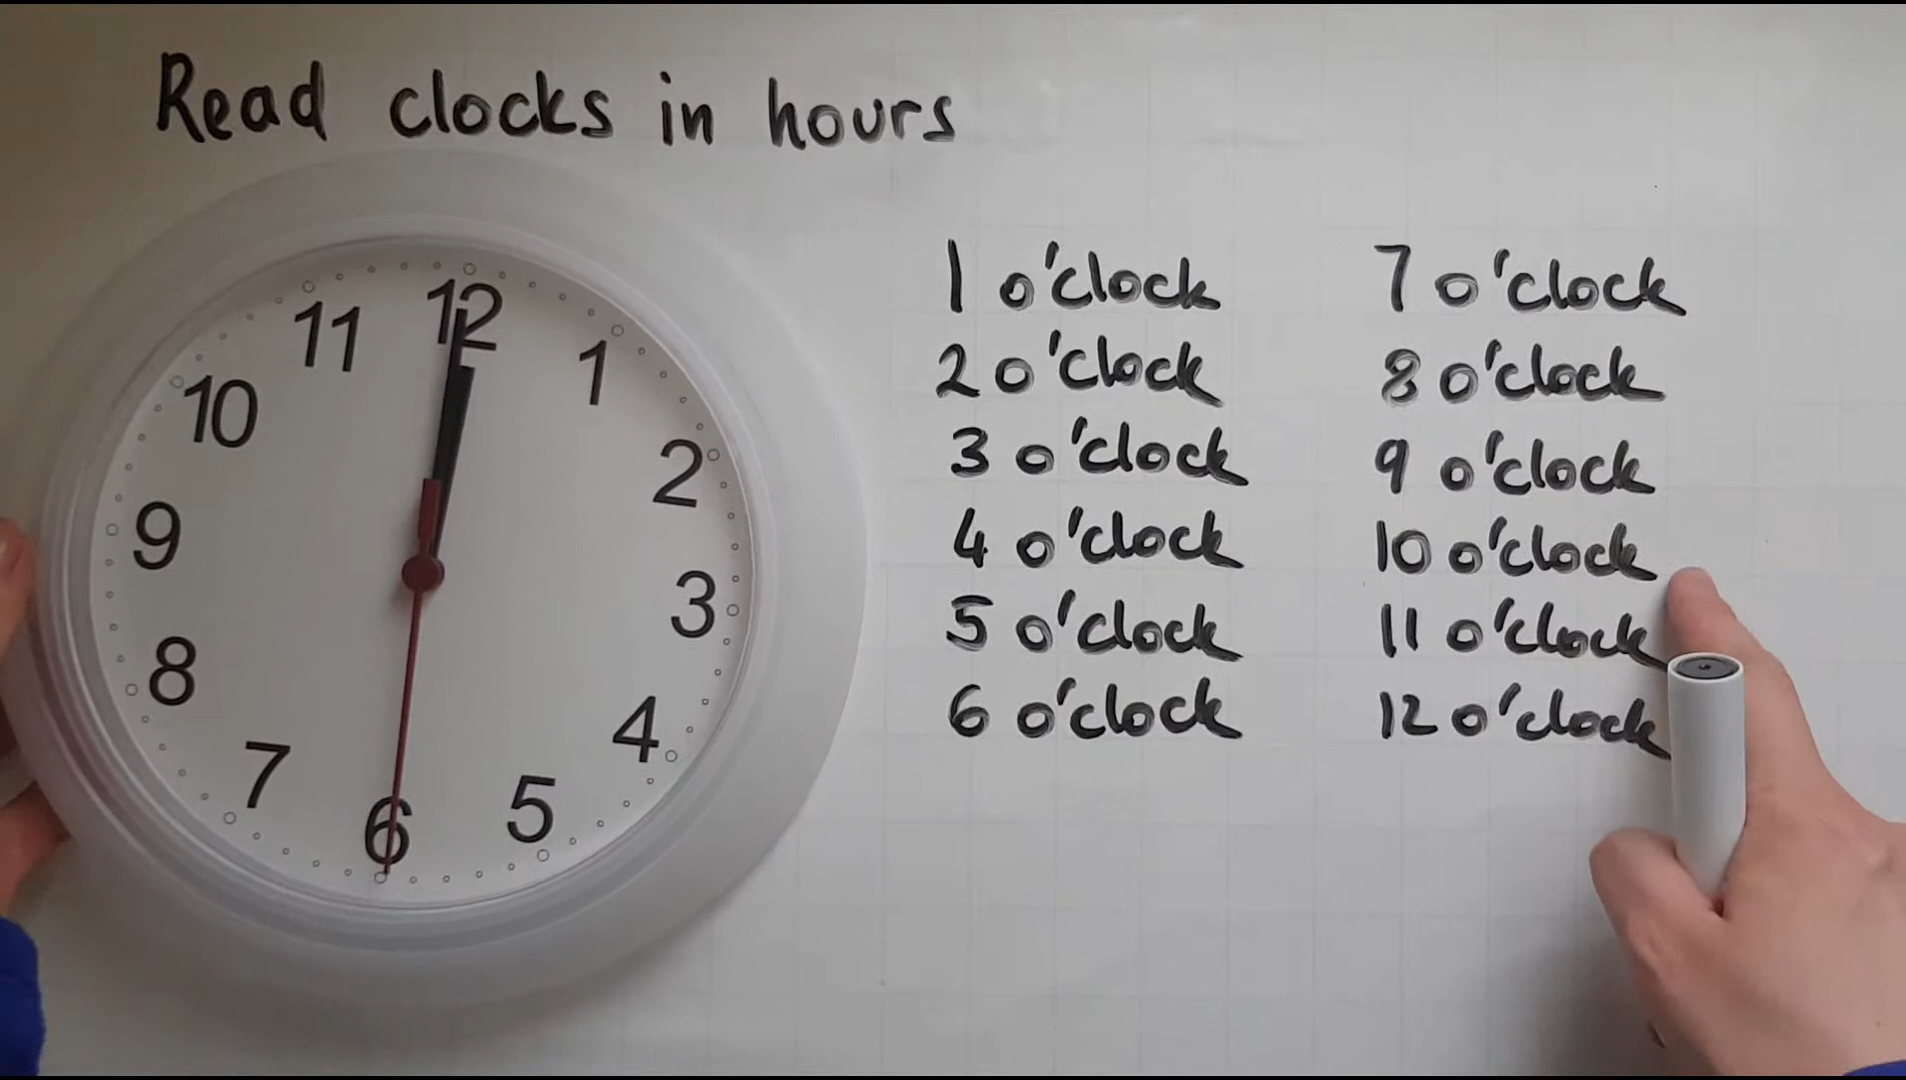 Read clocks in hours
1 o'clock
2 o'clock
3 o'clock
4 o'clock
5 o'clock
6 o'clock
7 o'clock
8 o'clock
9 o'clock
10 o'clock
11 o'clock
12 o'clock
12
1
2
3
4
5
6
7
8
9
10
11